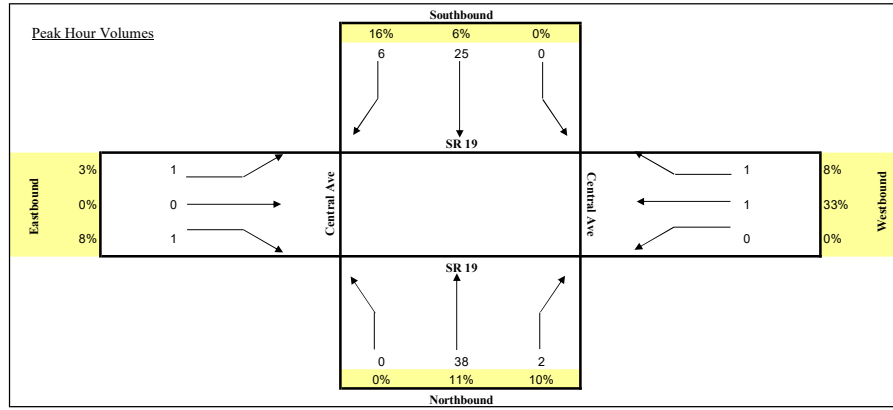 Southbound
Peak Hour Volumes
16% 6% 0%
6 25 0
SR 19
Eastbound
3% 1
0% 0
8% 1
Central Ave
Central Ave
1 8%
1 33%
0 0%
Westbound
SR 19
0 38 2
0% 11% 10%
Northbound